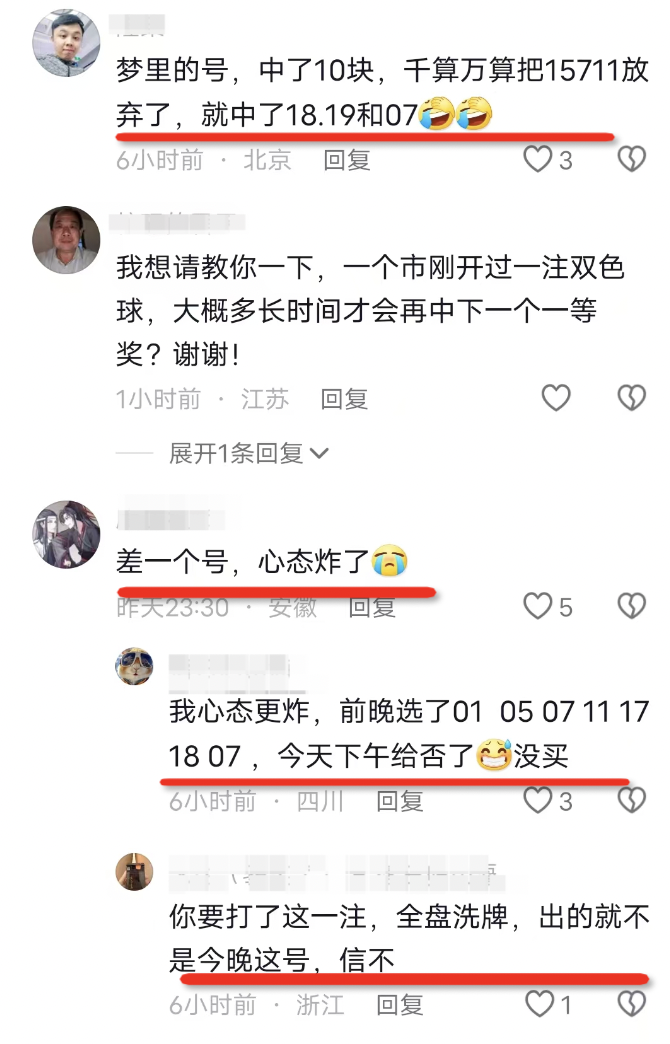 梦里的号，中了10块，千算万算把15711放
弃了，就中了18.19和07🤣🤣
6小时前 · 北京 回复 3
我想请教你一下，一个市刚开过一注双色
球，大概多长时间才会再中下一个一等
奖？谢谢！
1小时前 · 江苏 回复
展开1条回复
差一个号，心态炸了😭
昨天23:30 · 安徽 回复 5
我心态更炸，前晚选了01 05 07 11 17
18 07 ，今天下午给否了😅没买
6小时前 · 四川 回复 3
你要打了这一注，全盘洗牌，出的就不
是今晚这号，信不
6小时前 · 浙江 回复 1